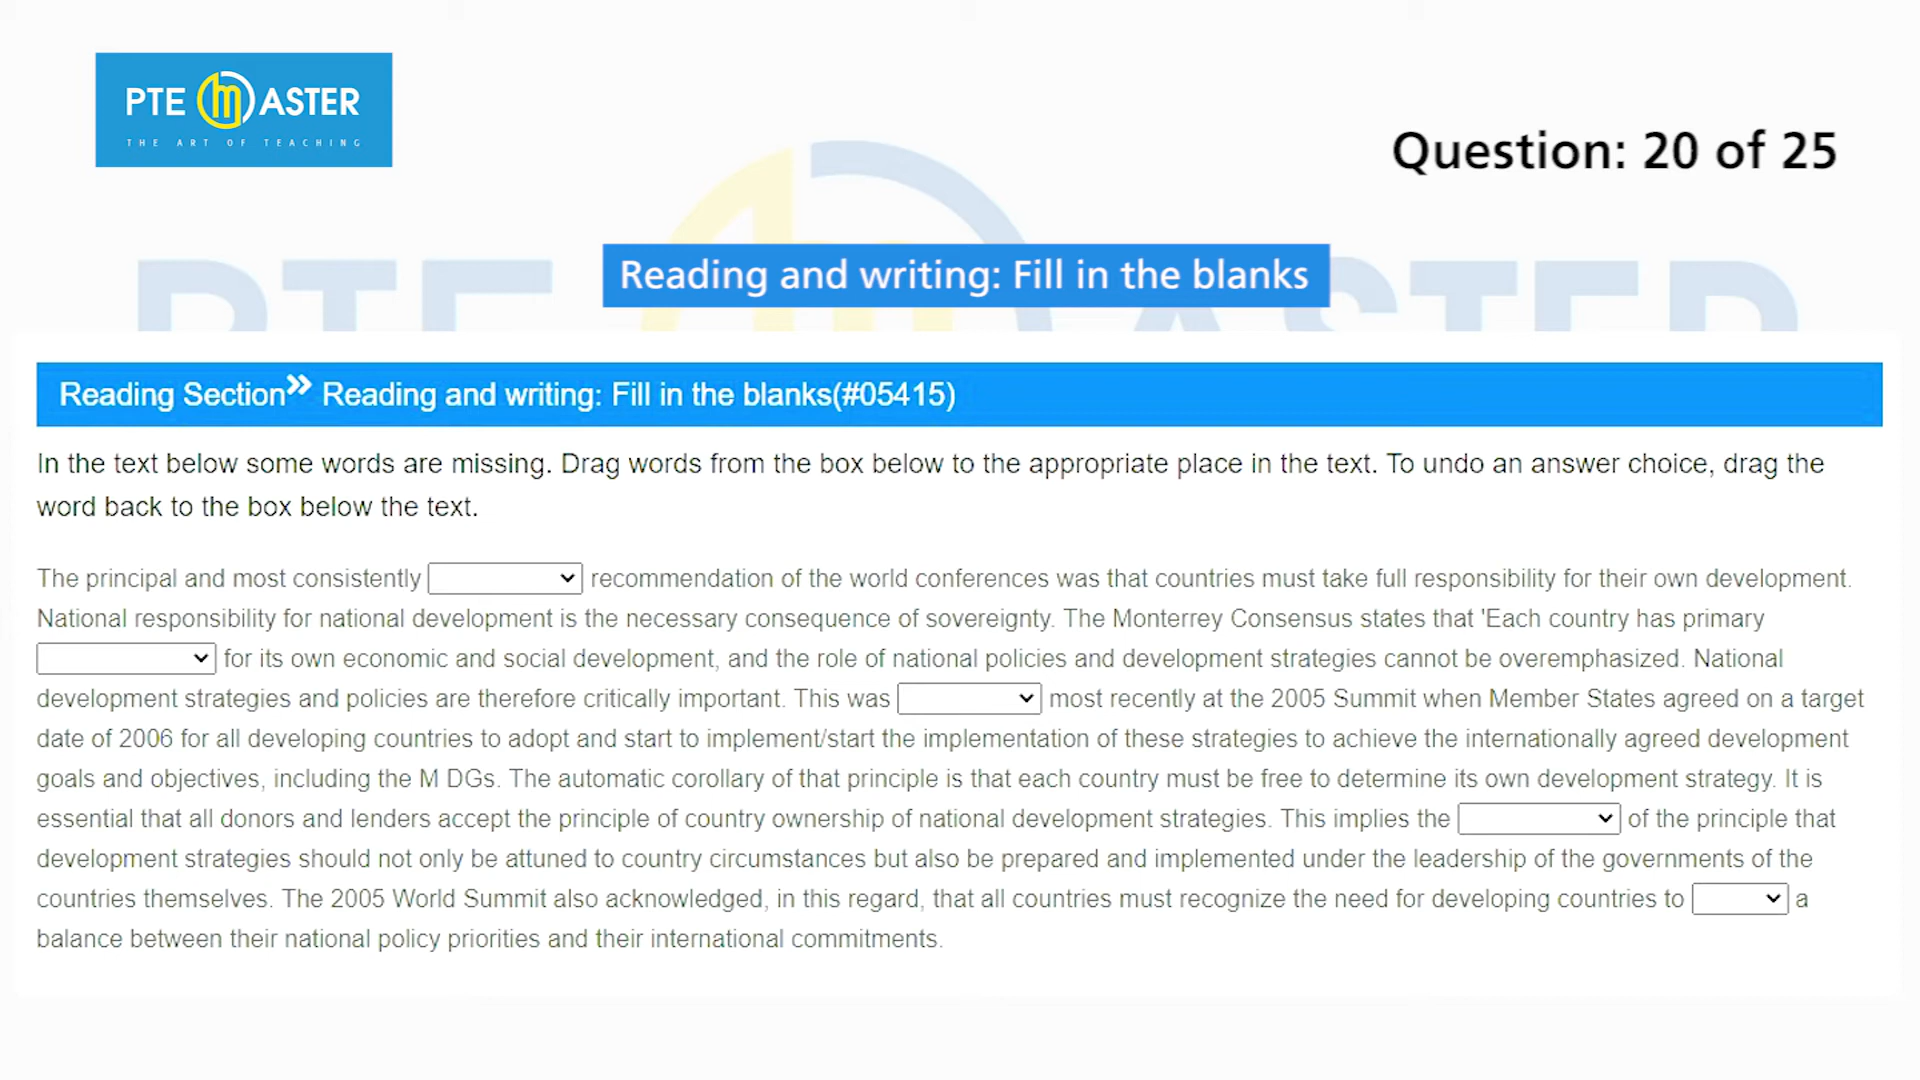 PTE MASTER
THE ART OF TEACHING
Question: 20 of 25
PTE MASTER
Reading and writing: Fill in the blanks
Reading Section» Reading and writing: Fill in the blanks(#05415)
In the text below some words are missing. Drag words from the box below to the appropriate place in the text. To undo an answer choice, drag the
word back to the box below the text.
The principal and most consistently recommendation of the world conferences was that countries must take full responsibility for their own development.
National responsibility for national development is the necessary consequence of sovereignty. The Monterrey Consensus states that 'Each country has primary
for its own economic and social development, and the role of national policies and development strategies cannot be overemphasized. National
development strategies and policies are therefore critically important. This was most recently at the 2005 Summit when Member States agreed on a target
date of 2006 for all developing countries to adopt and start to implement/start the implementation of these strategies to achieve the internationally agreed development
goals and objectives, including the M DGs. The automatic corollary of that principle is that each country must be free to determine its own development strategy. It is
essential that all donors and lenders accept the principle of country ownership of national development strategies. This implies the of the principle that
development strategies should not only be attuned to country circumstances but also be prepared and implemented under the leadership of the governments of the
countries themselves. The 2005 World Summit also acknowledged, in this regard, that all countries must recognize the need for developing countries to a
balance between their national policy priorities and their international commitments.